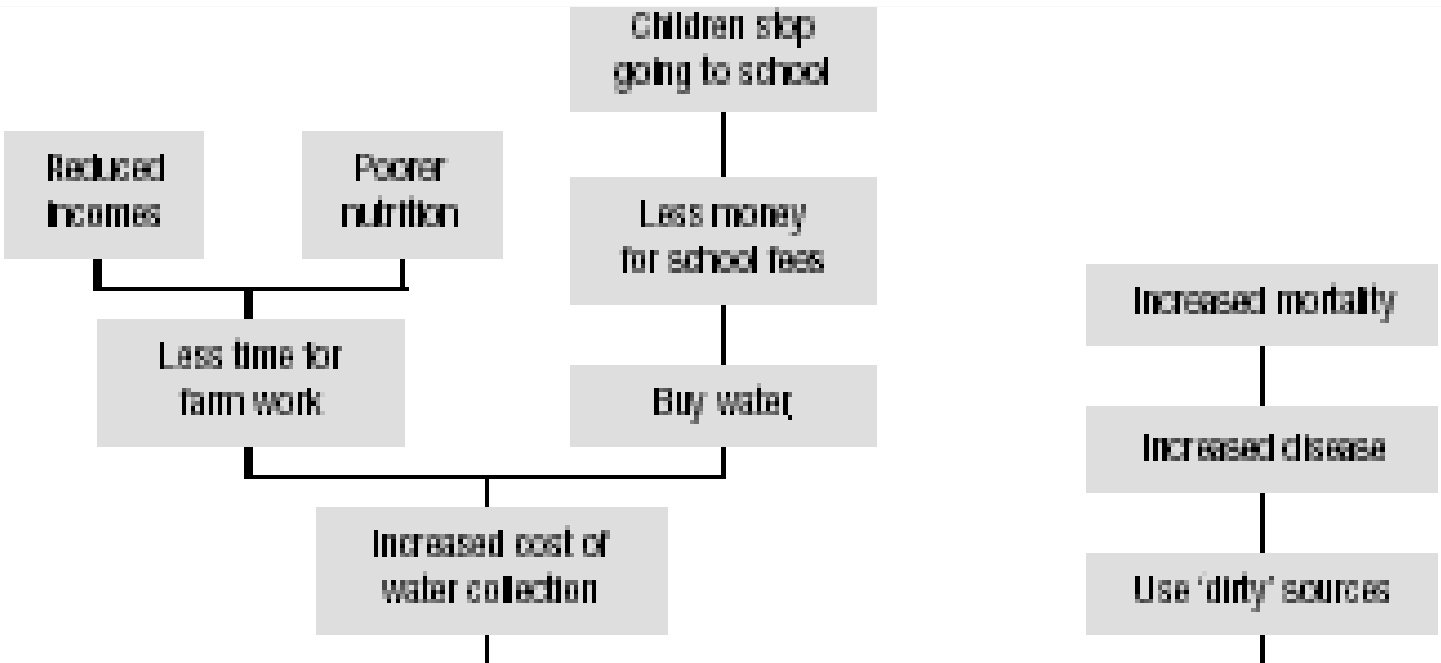 Children stop
going to school
Reduced
incomes
Poorer
nutrition
Less money
for school fees
Increased mortality
Less time for
farm work
Buy water
Increased disease
Increased cost of
water collection
Use ‘dirty’ sources